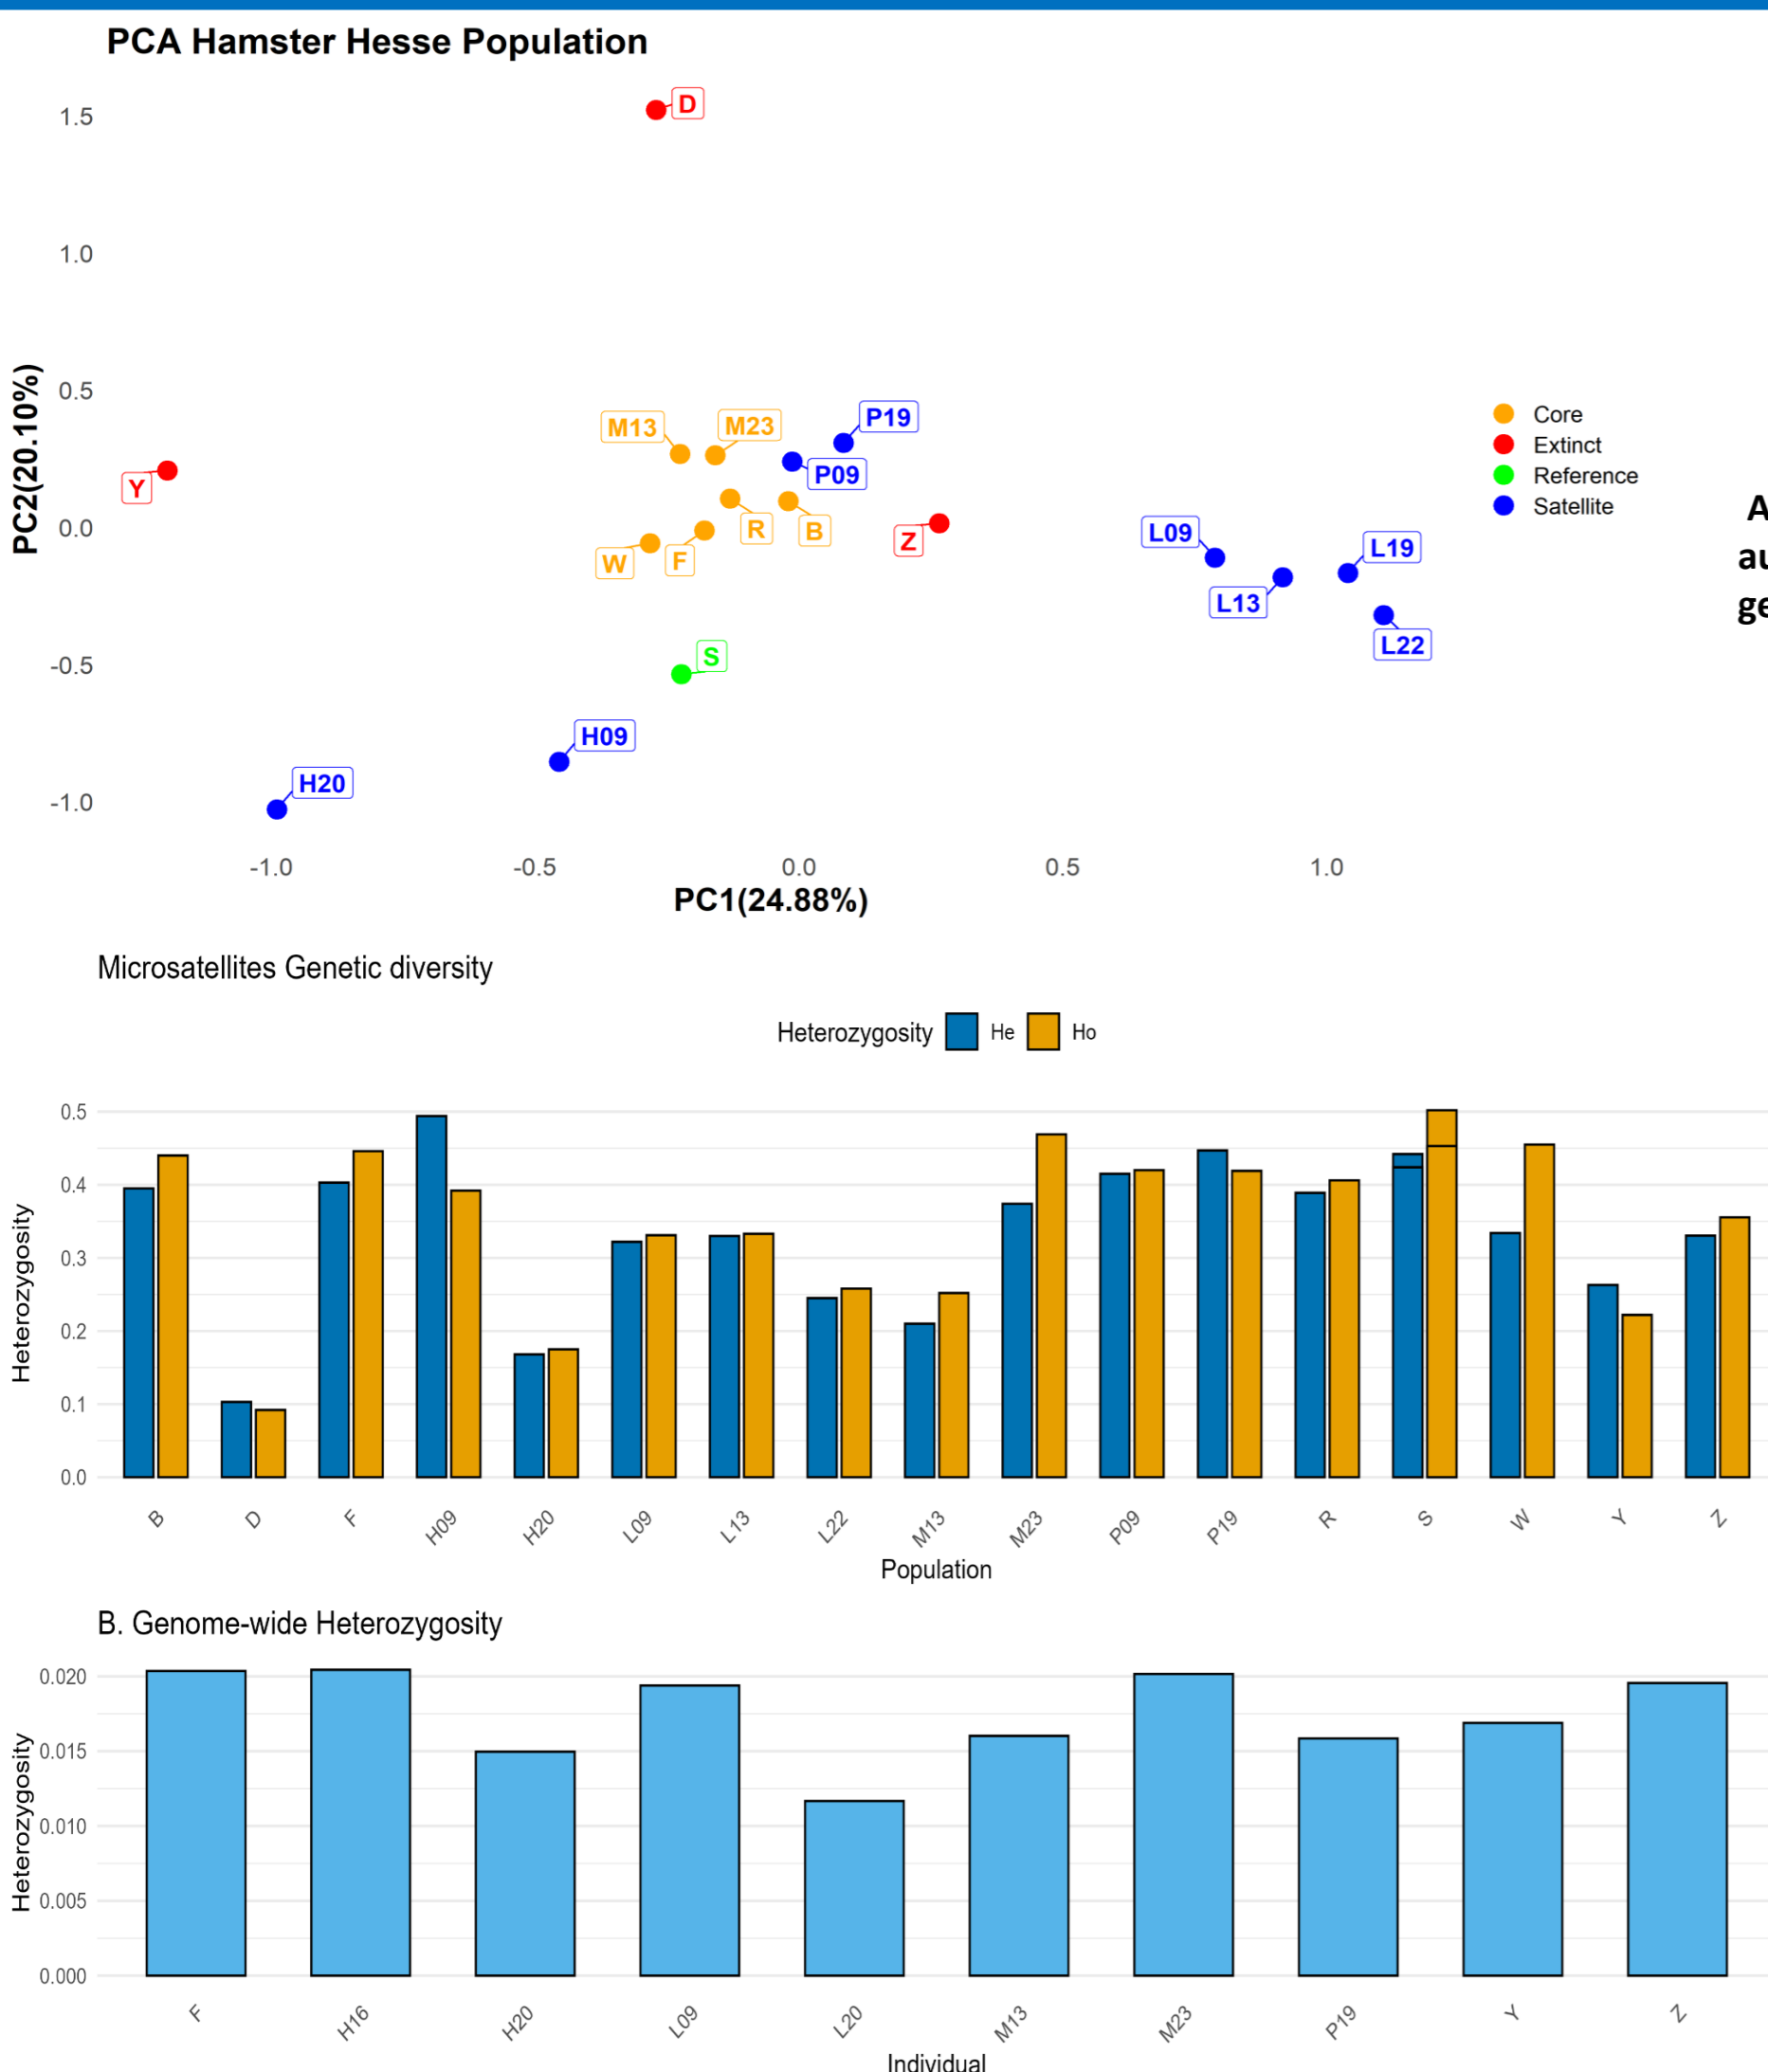 PCA Hamster Hesse Population
PC2(20.10%)
1.5
1.0
0.5
0.0
-0.5
-1.0
D
Y
M13
M23
P19
P09
R
B
W
F
Z
L09
L19
L13
L22
S
H09
H20
Core
Extinct
Reference
Satellite
A
au
ge
-1.0
-0.5
0.0
0.5
1.0
PC1(24.88%)
Microsatellites Genetic diversity
Heterozygosity He Ho
Heterozygosity
0.5
0.4
0.3
0.2
0.1
0.0
B D F H09 H20 L09 L13 L22 M13 M23 P09 P19 R S W Y Z
Population
B. Genome-wide Heterozygosity
Heterozygosity
0.020
0.015
0.010
0.005
0.000
F H16 H20 L09 L20 M13 M23 P19 Y Z
Individual